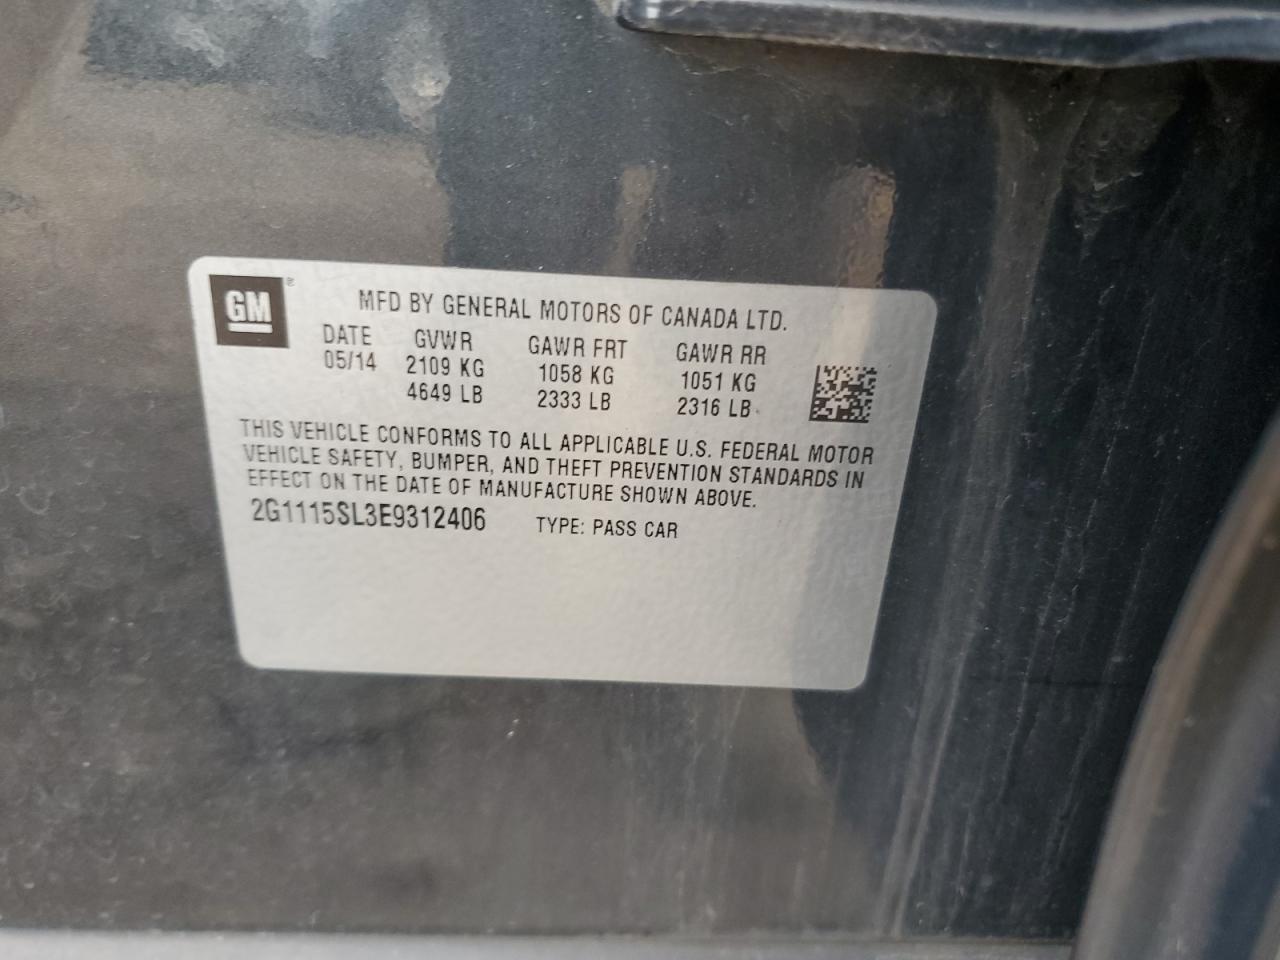 GM ®
MFD BY GENERAL MOTORS OF CANADA LTD.
DATE GVWR GAWR FRT GAWR RR
05/14 2109 KG 1058 KG 1051 KG
4649 LB 2333 LB 2316 LB
THIS VEHICLE CONFORMS TO ALL APPLICABLE U.S. FEDERAL MOTOR
VEHICLE SAFETY, BUMPER, AND THEFT PREVENTION STANDARDS IN
EFFECT ON THE DATE OF MANUFACTURE SHOWN ABOVE.
2G1115SL3E9312406 TYPE: PASS CAR